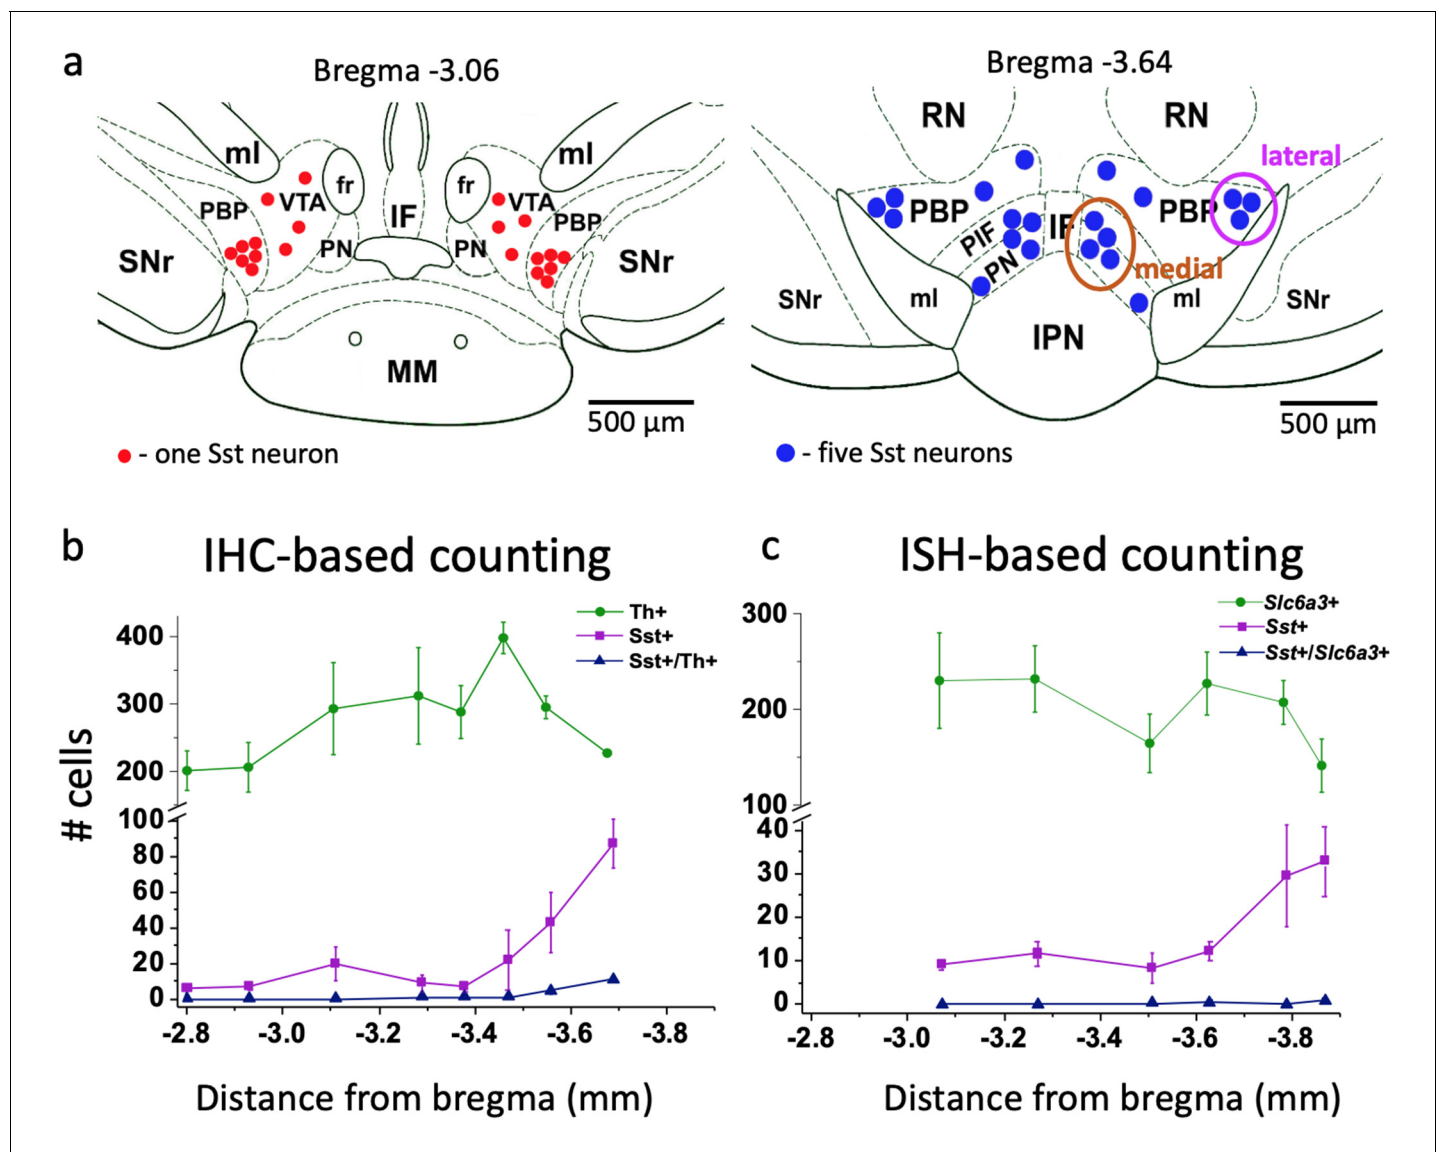 a
Bregma -3.06
Bregma -3.64
ml
fr
fr
ml
VTA
VTA
PBP
PBP
IF
PN
PN
SNr
SNr
MM
500 µm
- one Sst neuron
RN
RN
lateral
PBP
PBP
PIF
IF
PN
medial
SNr
ml
ml
SNr
IPN
500 µm
- five Sst neurons
b
IHC-based counting
Th+
Sst+
Sst+/Th+
# cells
400
300
200
100
80
60
40
20
0
-2.8 -3.0 -3.2 -3.4 -3.6 -3.8
Distance from bregma (mm)
c
ISH-based counting
Slc6a3+
Sst+
Sst+/Slc6a3+
300
200
100
40
30
20
10
0
-2.8 -3.0 -3.2 -3.4 -3.6 -3.8
Distance from bregma (mm)